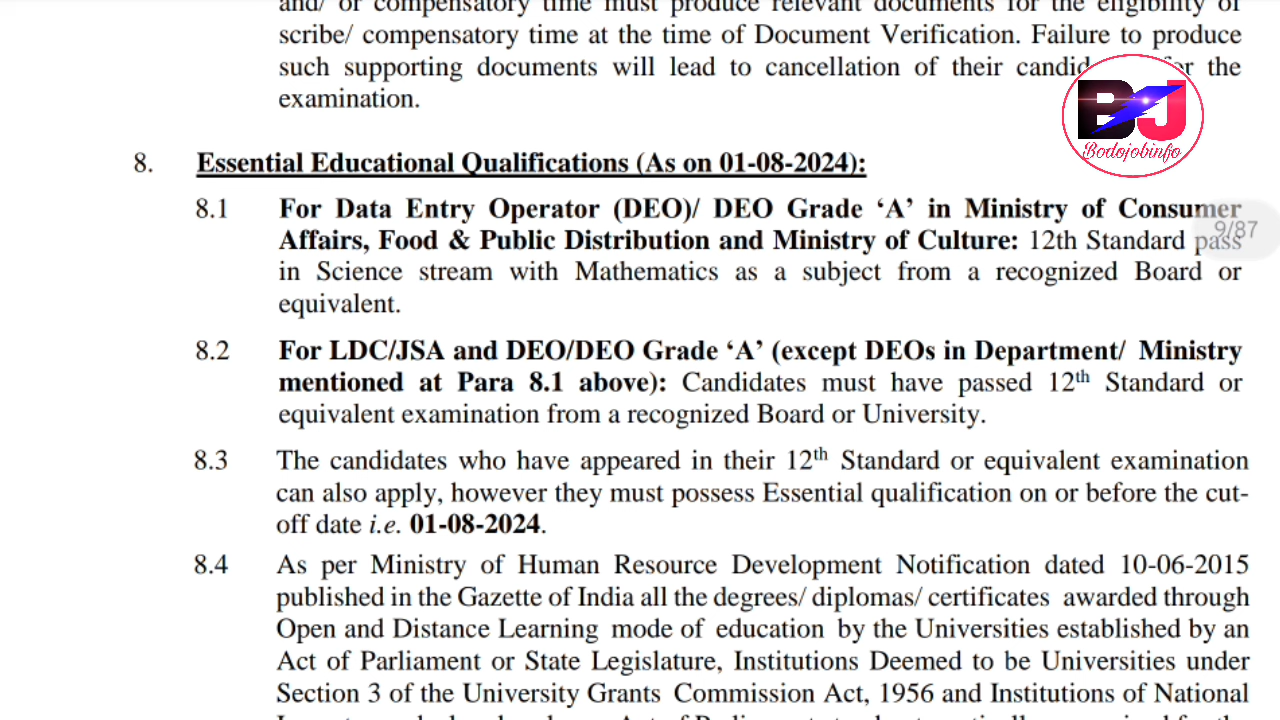 and/ or compensatory time must produce relevant documents for the eligibility of
scribe/ compensatory time at the time of Document Verification. Failure to produce
such supporting documents will lead to cancellation of their for the
examination.
BJ
Bodojobinfo
8. Essential Educational Qualifications (As on 01-08-2024):
8.1 For Data Entry Operator (DEO)/ DEO Grade ‘A’ in Ministry of Consumer
Affairs, Food & Public Distribution and Ministry of Culture: 12th Standard pass
9/87
in Science stream with Mathematics as a subject from a recognized Board or
equivalent.
8.2 For LDC/JSA and DEO/DEO Grade ‘A’ (except DEOs in Department/ Ministry
mentioned at Para 8.1 above): Candidates must have passed 12th Standard or
equivalent examination from a recognized Board or University.
8.3 The candidates who have appeared in their 12th Standard or equivalent examination
can also apply, however they must possess Essential qualification on or before the cut-
off date i.e. 01-08-2024.
8.4 As per Ministry of Human Resource Development Notification dated 10-06-2015
published in the Gazette of India all the degrees/ diplomas/ certificates awarded through
Open and Distance Learning mode of education by the Universities established by an
Act of Parliament or State Legislature, Institutions Deemed to be Universities under
Section 3 of the University Grants Commission Act, 1956 and Institutions of National